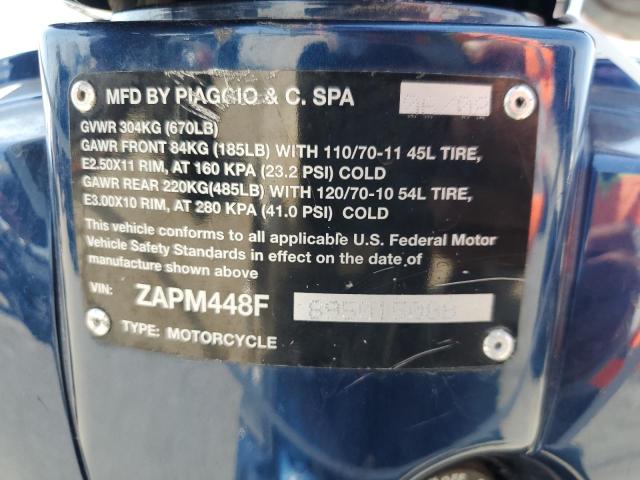 MFD BY PIAGGIO & C. SPA
GVWR 304KG (670LB)
GAWR FRONT 84KG (185LB) WITH 110/70-11 45L TIRE,
E2.50X11 RIM, AT 160 KPA (23.2 PSI) COLD
GAWR REAR 220KG(485LB) WITH 120/70-10 54L TIRE,
E3.00X10 RIM, AT 280 KPA (41.0 PSI) COLD
This vehicle conforms to all applicable U.S. Federal Motor
Vehicle Safety Standards in effect on the date of
manufacture shown above
VIN: ZAPM448F
TYPE: MOTORCYCLE